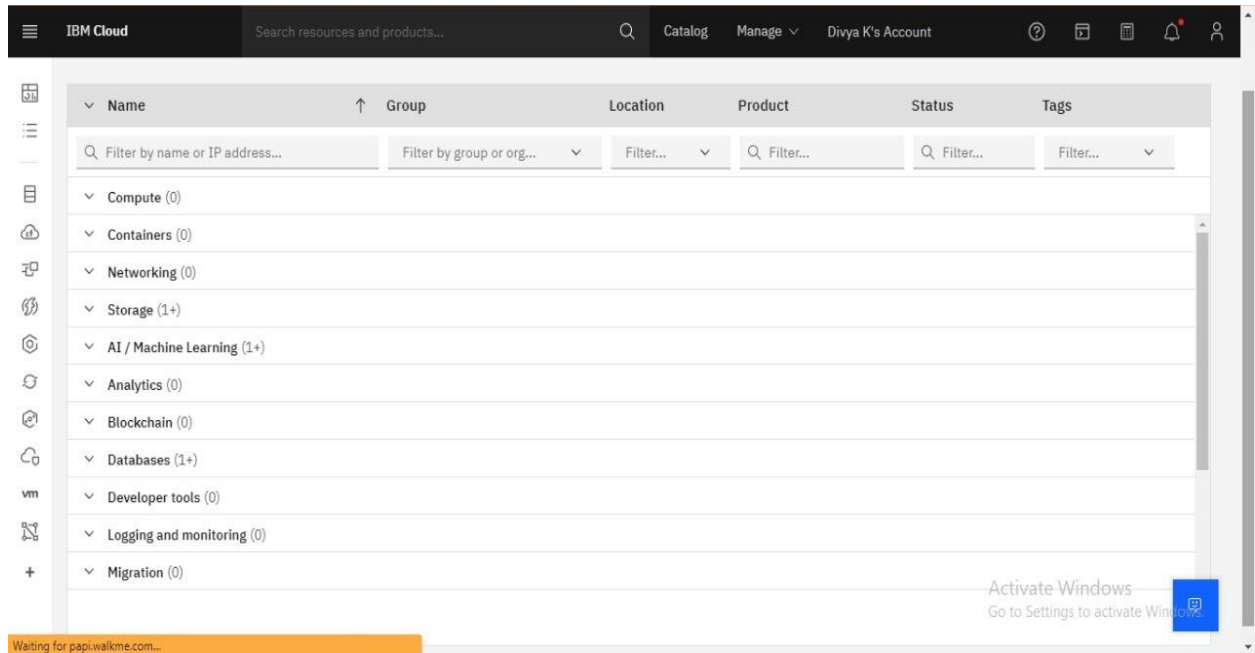 IBM Cloud Search resources and products... Catalog Manage Divya K's Account
Name Group Location Product Status Tags
Filter by name or IP address... Filter by group or org... Filter... Filter... Filter... Filter...
Compute (0)
Containers (0)
Networking (0)
Storage (1+)
AI / Machine Learning (1+)
Analytics (0)
Blockchain (0)
Databases (1+)
vm
Developer tools (0)
Logging and monitoring (0)
Migration (0)
Activate Windows
Go to Settings to activate Windows.
Waiting for papi.walkme.com...